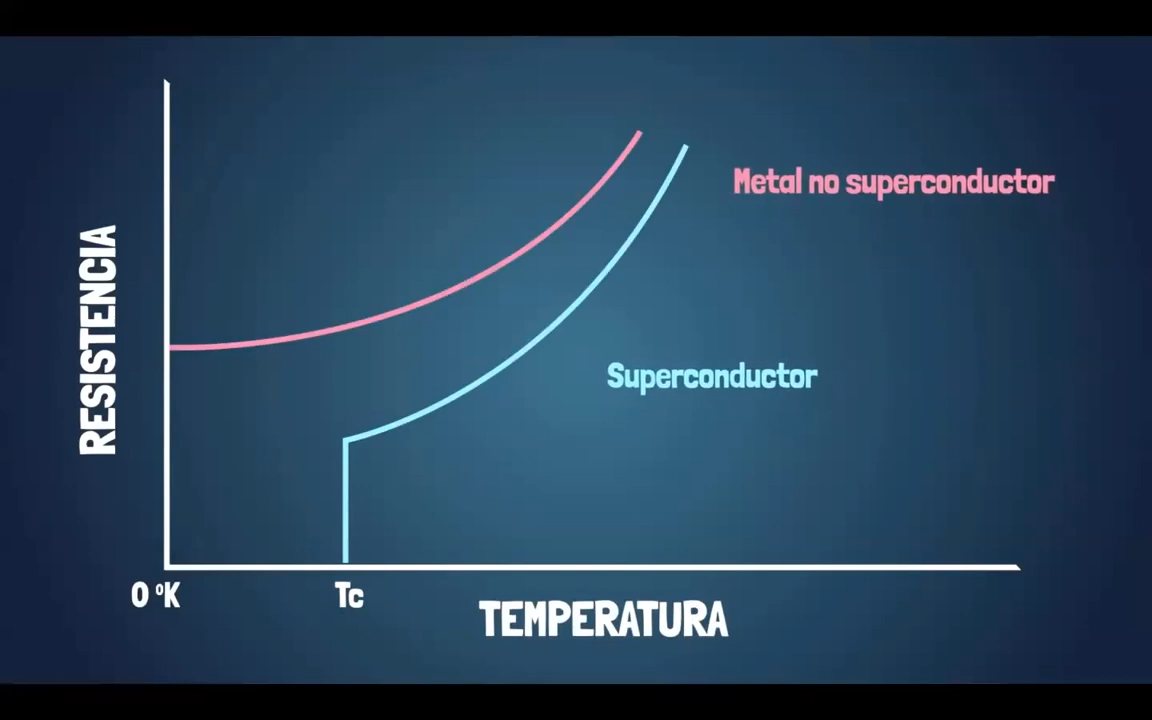 Metal no superconductor
RESISTENCIA
Superconductor
0 ºK
Tc
TEMPERATURA